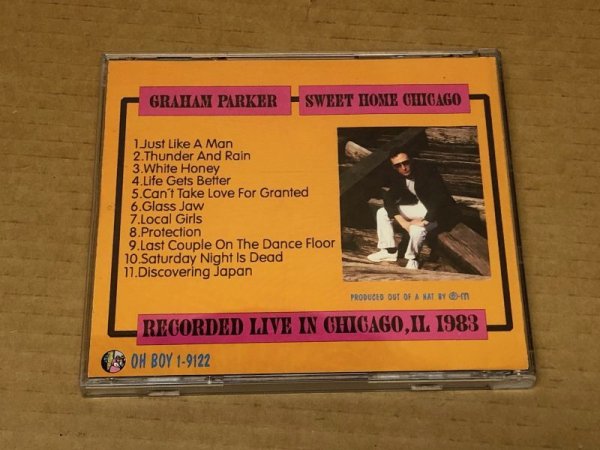 GRAHAM PARKER
SWEET HOME CHICAGO
1.Just Like A Man
2.Thunder And Rain
3.White Honey
4.Life Gets Better
5.Can't Take Love For Granted
6.Glass Jaw
7.Local Girls
8.Protection
9.Last Couple On The Dance Floor
10.Saturday Night Is Dead
11.Discovering Japan
PRODUCED OUT OF A HAT BY
RECORDED LIVE IN CHICAGO, IL 1983
OH BOY 1-9122